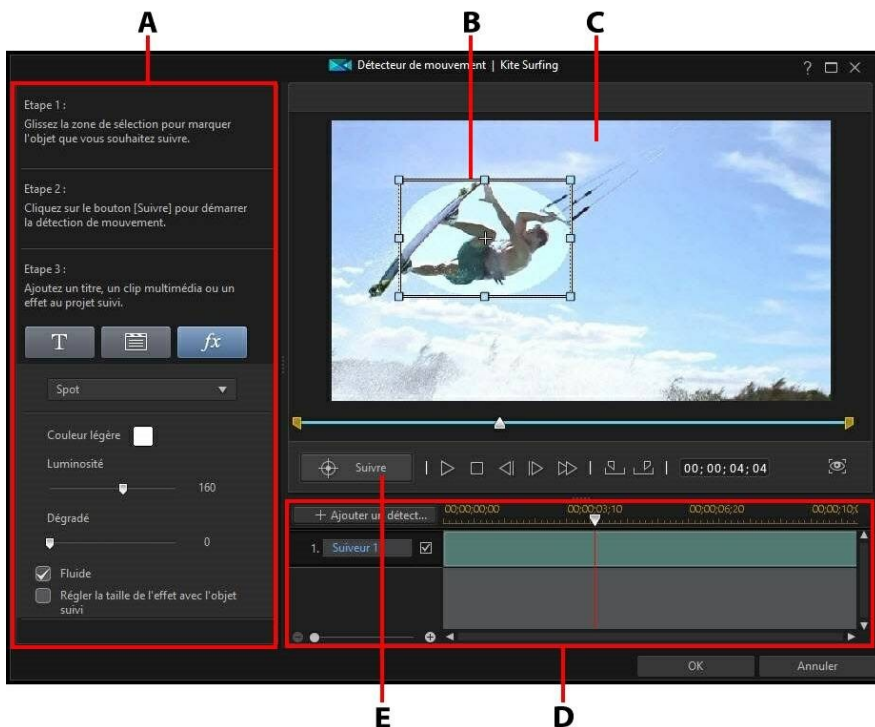 A
B
C
Détecteur de mouvement | Kite Surfing
?
Etape 1 :
Glissez la zone de sélection pour marquer
l'objet que vous souhaitez suivre.
Etape 2 :
Cliquez sur le bouton [Suivre] pour démarrer
la détection de mouvement.
Etape 3 :
Ajoutez un titre, un clip multimédia ou un
effet au projet suivi.
T
fx
Spot
Couleur légère
Luminosité
160
Dégradé
0
Fluide
Régler la taille de l'effet avec l'objet
suivi
Suivre
00;00;04;04
+ Ajouter un détect...
00;00;00;00
00;00;03;10
00;00;06;20
00;00;10;0
1. Suiveur 1
OK
Annuler
E
D